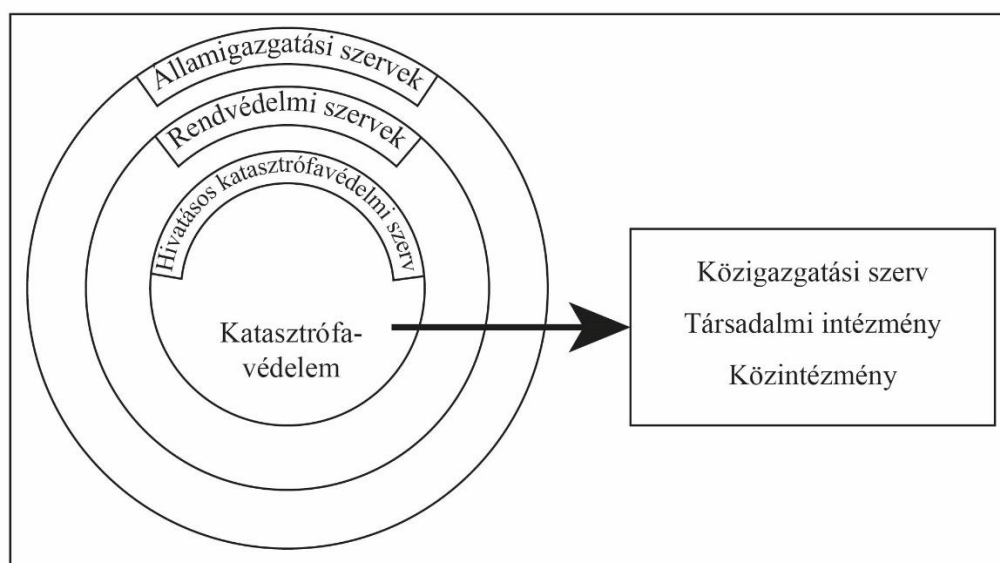 Államigazgatási szervek
Rendvédelmi szervek
Hivatásos katasztrófavédelmi szerv
Katasztrófa-
védelem
Közigazgatási szerv
Társadalmi intézmény
Közintézmény